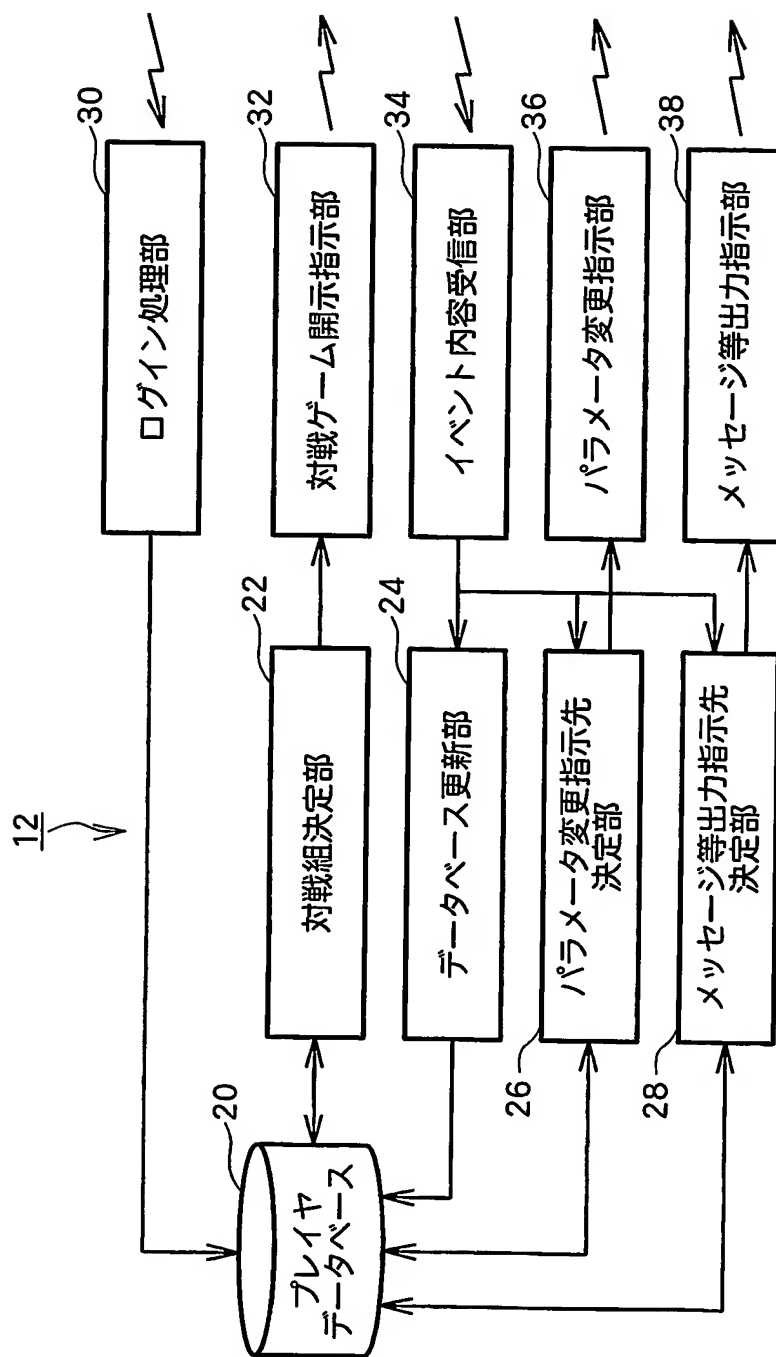 12
30
ログイン処理部
20
プレイヤ
データベース
22
対戦組決定部
32
対戦ゲーム開示指示部
24
データベース更新部
34
イベント内容受信部
26
パラメータ変更指示先
決定部
36
パラメータ変更指示部
28
メッセージ等出力指示先
決定部
38
メッセージ等出力指示部